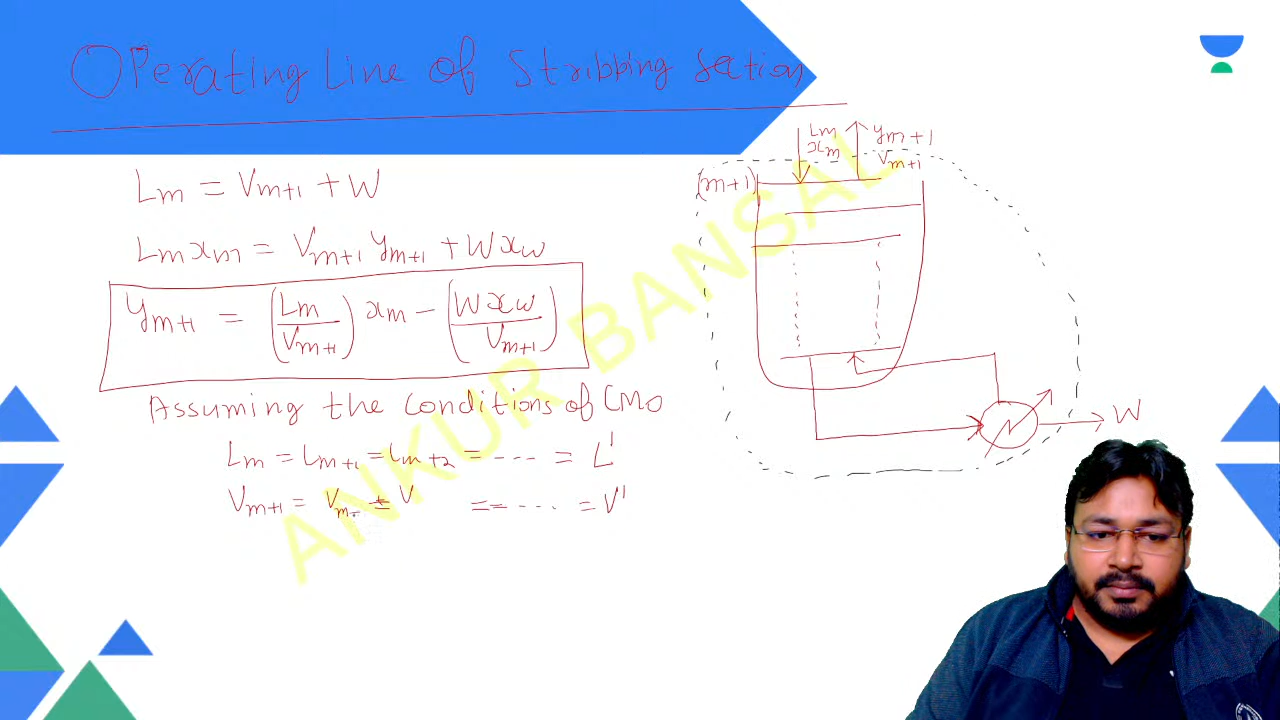 Operating Line of Stribbing section
Lm = Vm+1 + W
Lm xm = Vm+1 ym+1 + W xw
ym+1 = (Lm/Vm+1) xm - (W xw/Vm+1)
Assuming the conditions of CMO
Lm = Lm+1 = Lm+2 = ---- = L'
Vm+1 = Vm = V == ---- = V'
Lm ym+1
xm Vm+1
(m+1)
W
ANKUR BANSAL